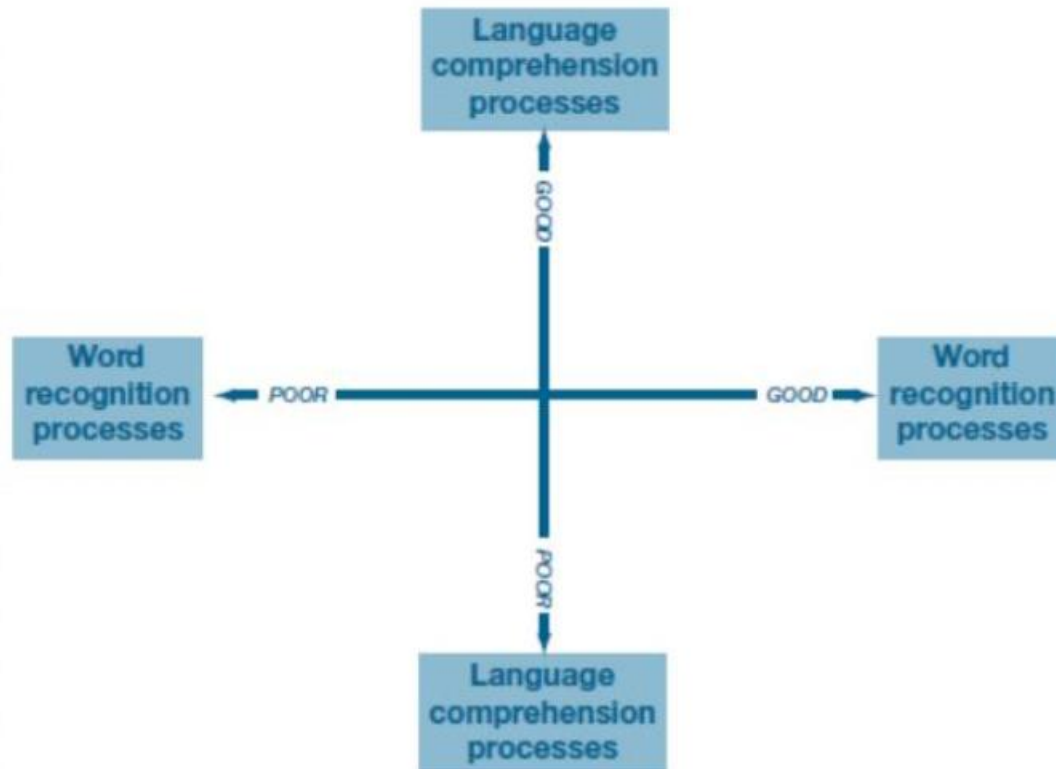 Language
comprehension
processes
GOOD
Word
recognition
processes
POOR
GOOD
Word
recognition
processes
POOR
Language
comprehension
processes